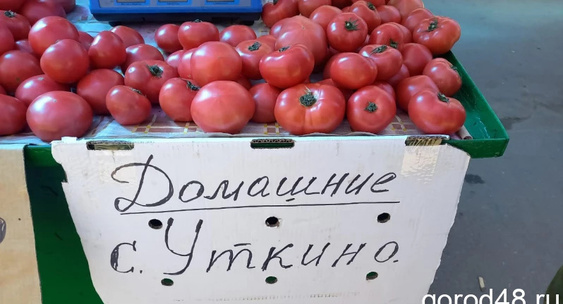 Домашние
с. Уткино.
gorod48.ru